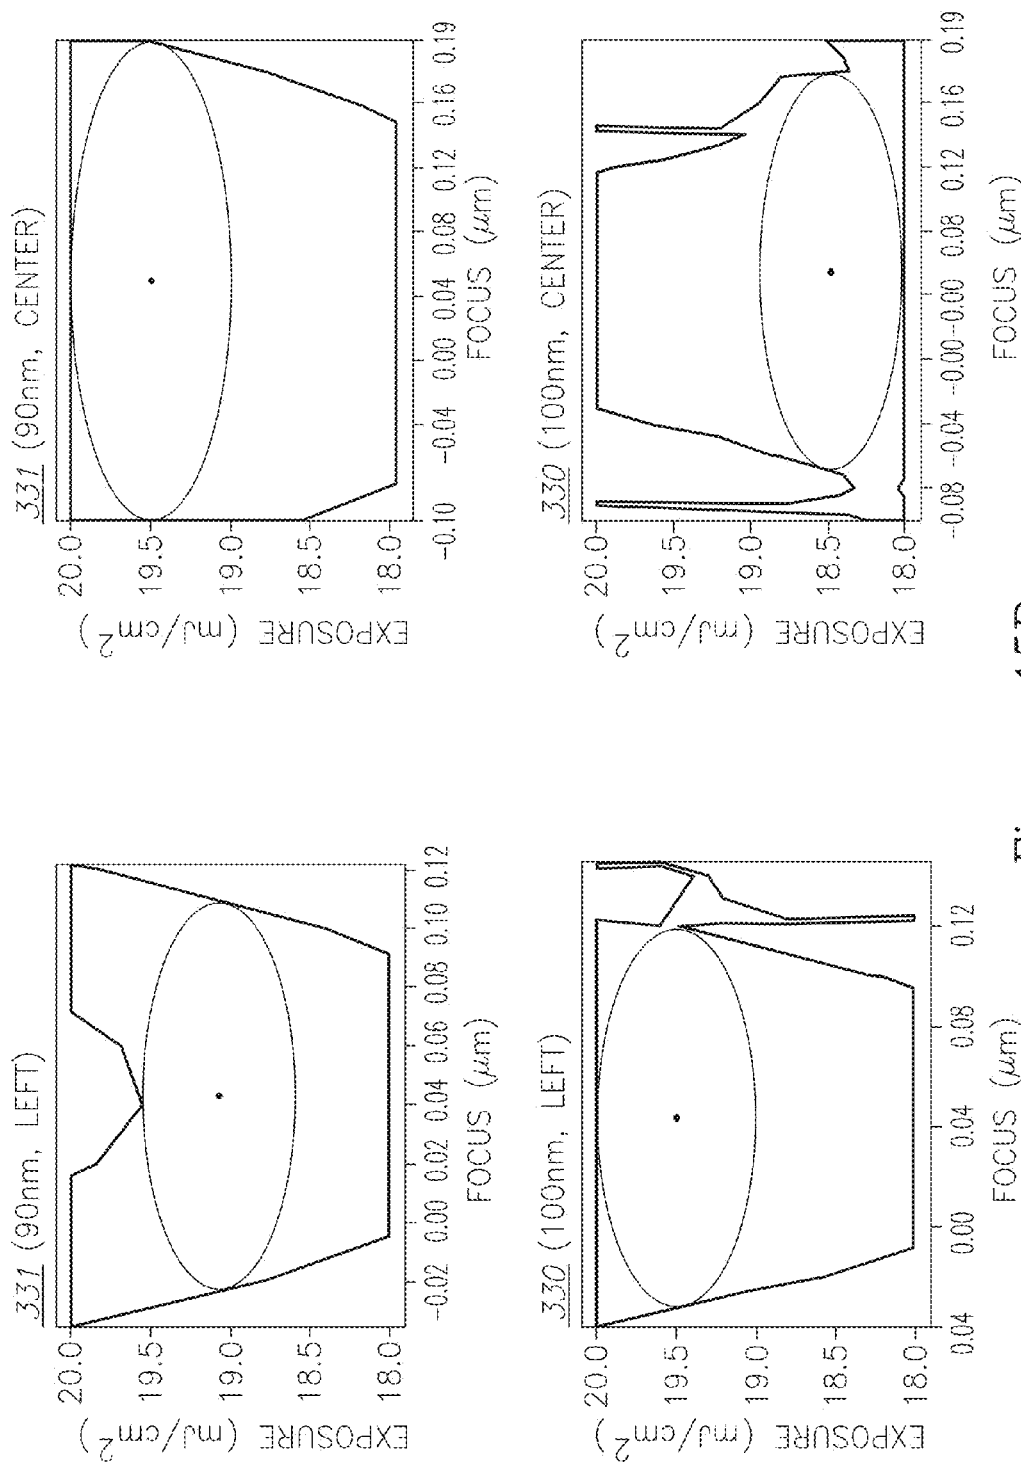 331 (90nm, LEFT)
EXPOSURE (mJ/cm²)
20.0
19.5
19.0
18.5
18.0
-0.02 0.00 0.02 0.04 0.06 0.08 0.10 0.12
FOCUS (μm)
331 (90nm, CENTER)
EXPOSURE (mJ/cm²)
20.0
19.5
19.0
18.5
18.0
-0.10 -0.04 0.00 0.04 0.08 0.12 0.16 0.19
FOCUS (μm)
330 (100nm, LEFT)
EXPOSURE (mJ/cm²)
20.0
19.5
19.0
18.5
18.0
0.04 0.00 0.04 0.08 0.12
FOCUS (μm)
330 (100nm, CENTER)
EXPOSURE (mJ/cm²)
20.0
19.5
19.0
18.5
18.0
-0.08 -0.04 -0.00 -0.00 0.08 0.12 0.16 0.19
FOCUS (μm)